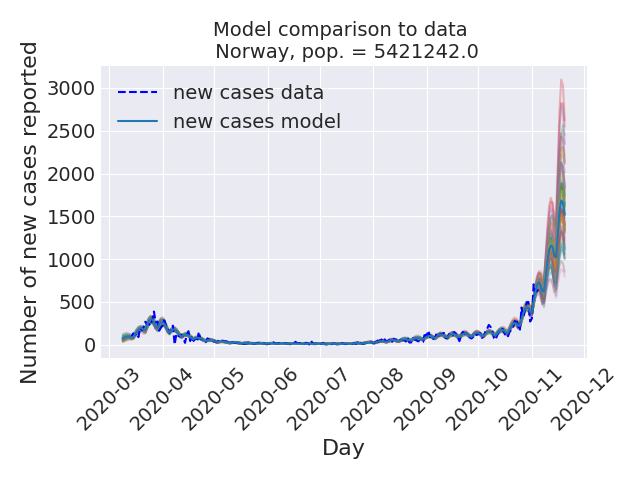 Model comparison to data
Norway, pop. = 5421242.0
Number of new cases reported
3000
2500
2000
1500
1000
500
0
new cases data
new cases model
2020-03
2020-04
2020-05
2020-06
2020-07
2020-08
2020-09
2020-10
2020-11
2020-12
Day